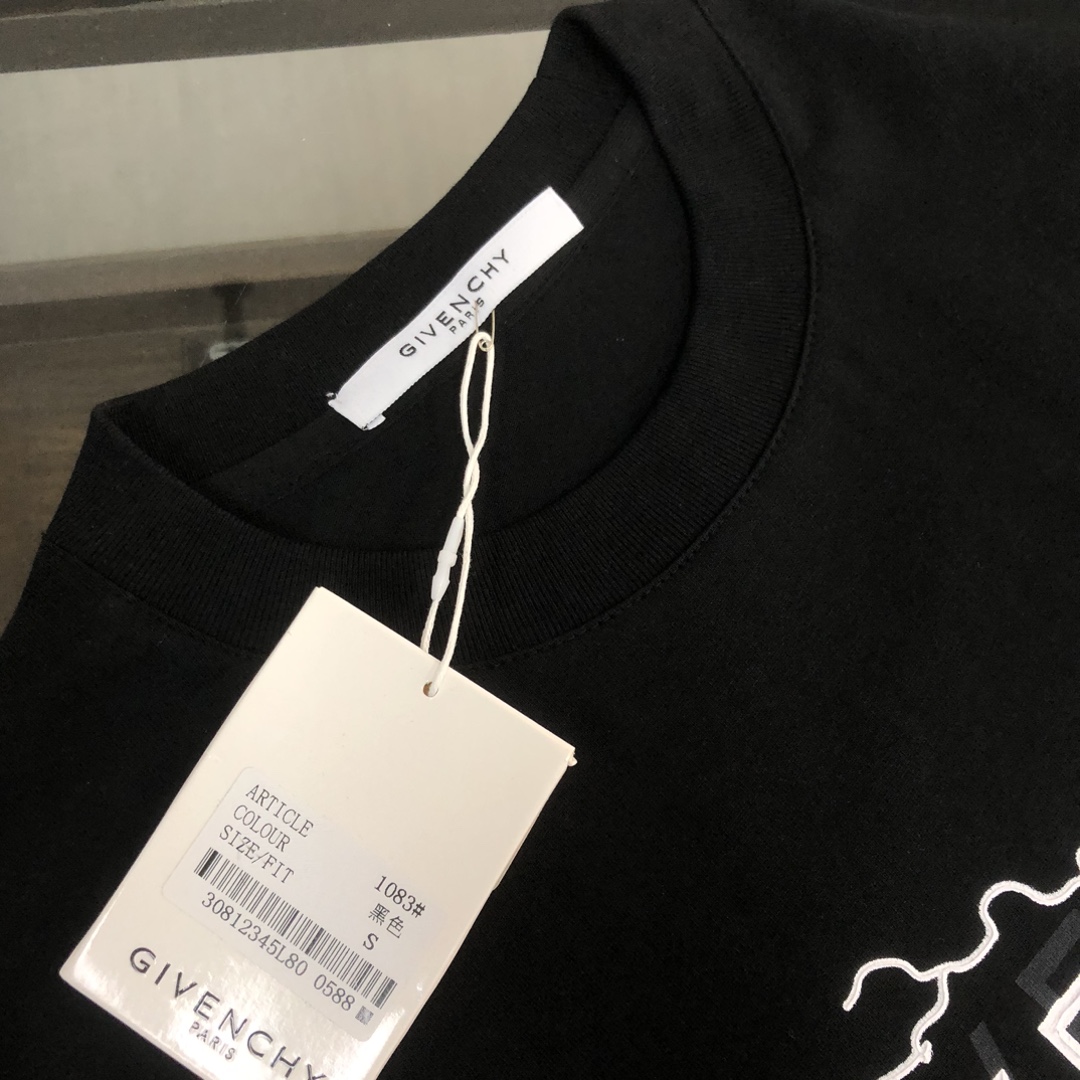 GIVENCHY
PARIS
ARTICLE 1083#
COLOUR 黑色
SIZE/FIT S
30812345L80 0588
GIVENCHY
PARIS